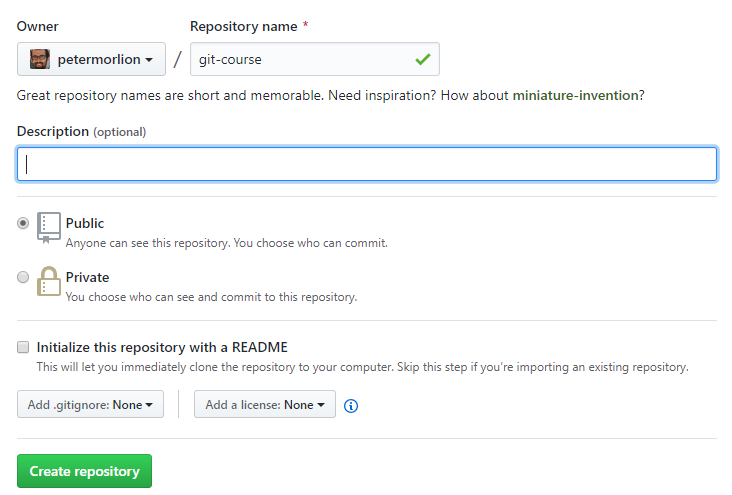 Owner Repository name *
petermorlion / git-course
Great repository names are short and memorable. Need inspiration? How about miniature-invention?
Description (optional)
Public
Anyone can see this repository. You choose who can commit.
Private
You choose who can see and commit to this repository.
Initialize this repository with a README
This will let you immediately clone the repository to your computer. Skip this step if you're importing an existing repository.
Add .gitignore: None Add a license: None
Create repository